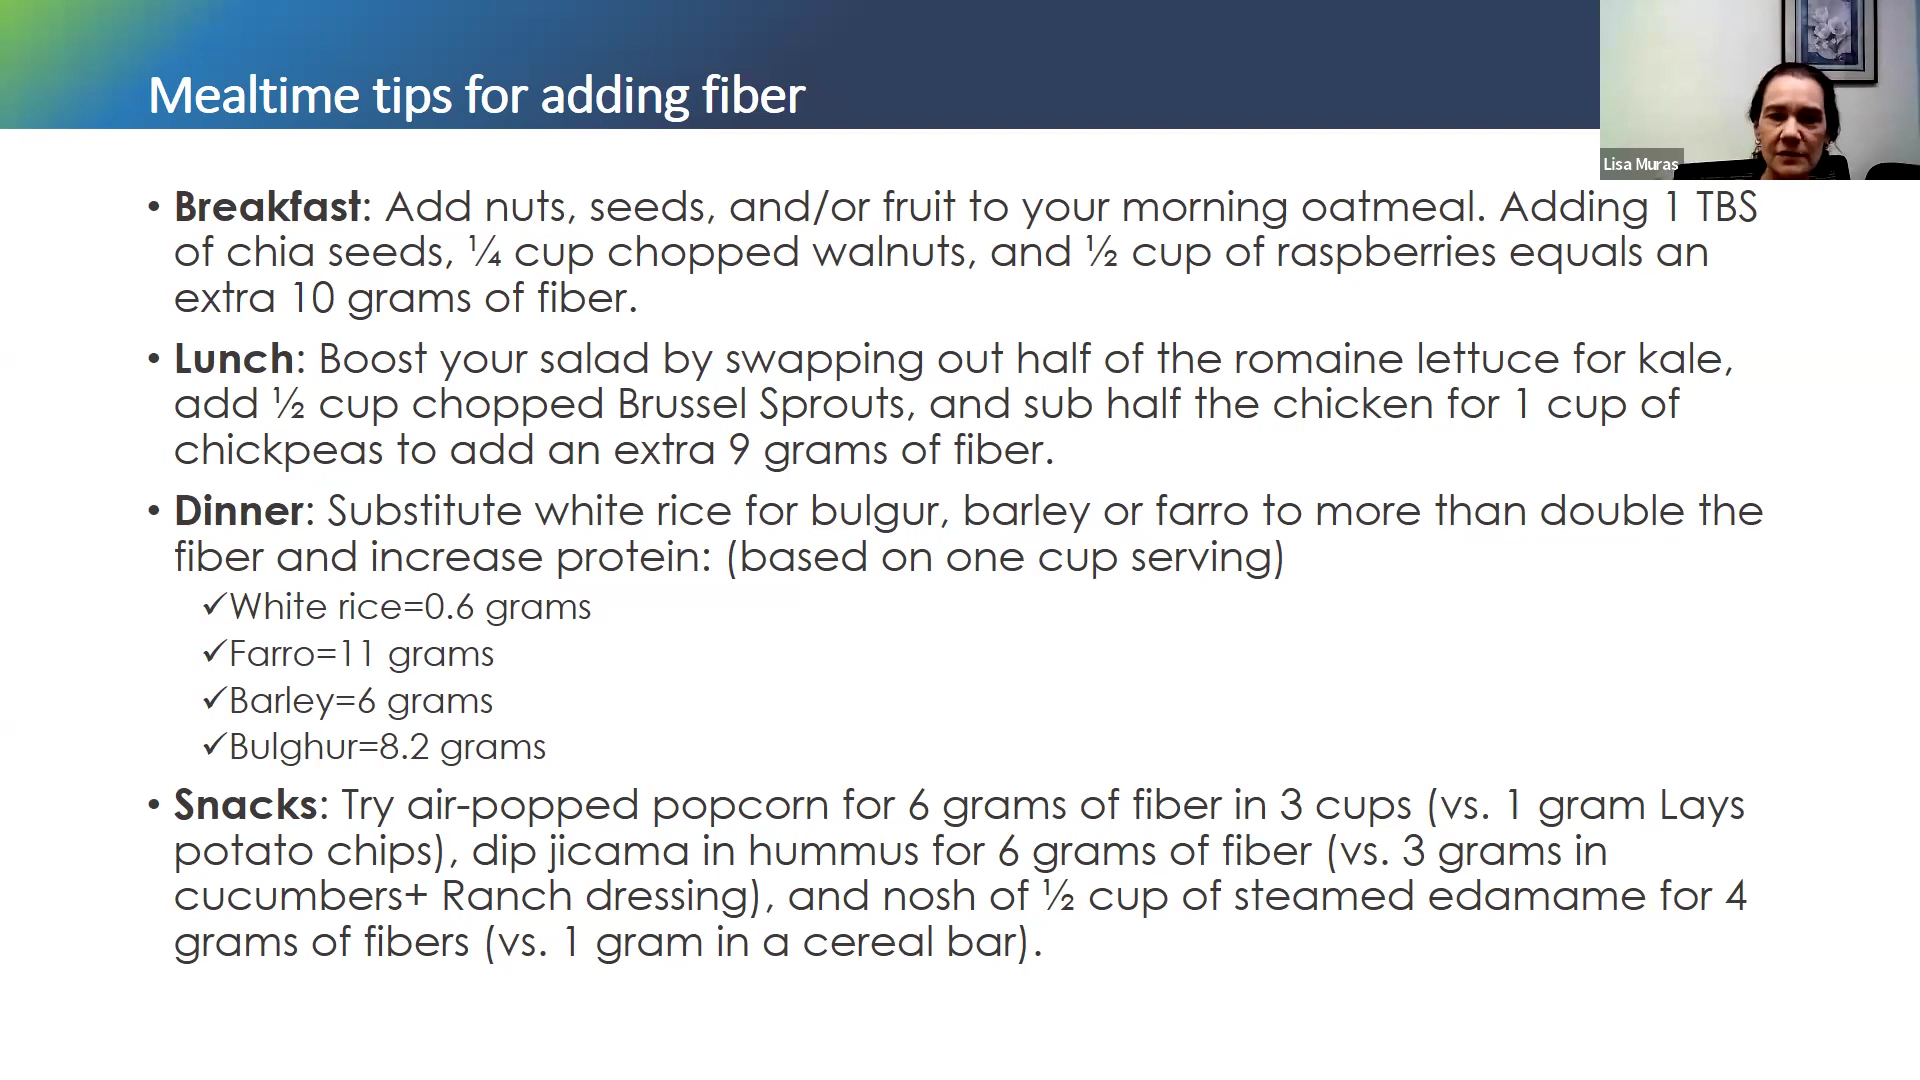 Mealtime tips for adding fiber
Lisa Muras
• Breakfast: Add nuts, seeds, and/or fruit to your morning oatmeal. Adding 1 TBS
of chia seeds, ¼ cup chopped walnuts, and ½ cup of raspberries equals an
extra 10 grams of fiber.
• Lunch: Boost your salad by swapping out half of the romaine lettuce for kale,
add ½ cup chopped Brussel Sprouts, and sub half the chicken for 1 cup of
chickpeas to add an extra 9 grams of fiber.
• Dinner: Substitute white rice for bulgur, barley or farro to more than double the
fiber and increase protein: (based on one cup serving)
✓White rice=0.6 grams
✓Farro=11 grams
✓Barley=6 grams
✓Bulghur=8.2 grams
• Snacks: Try air-popped popcorn for 6 grams of fiber in 3 cups (vs. 1 gram Lays
potato chips), dip jicama in hummus for 6 grams of fiber (vs. 3 grams in
cucumbers+ Ranch dressing), and nosh of ½ cup of steamed edamame for 4
grams of fibers (vs. 1 gram in a cereal bar).